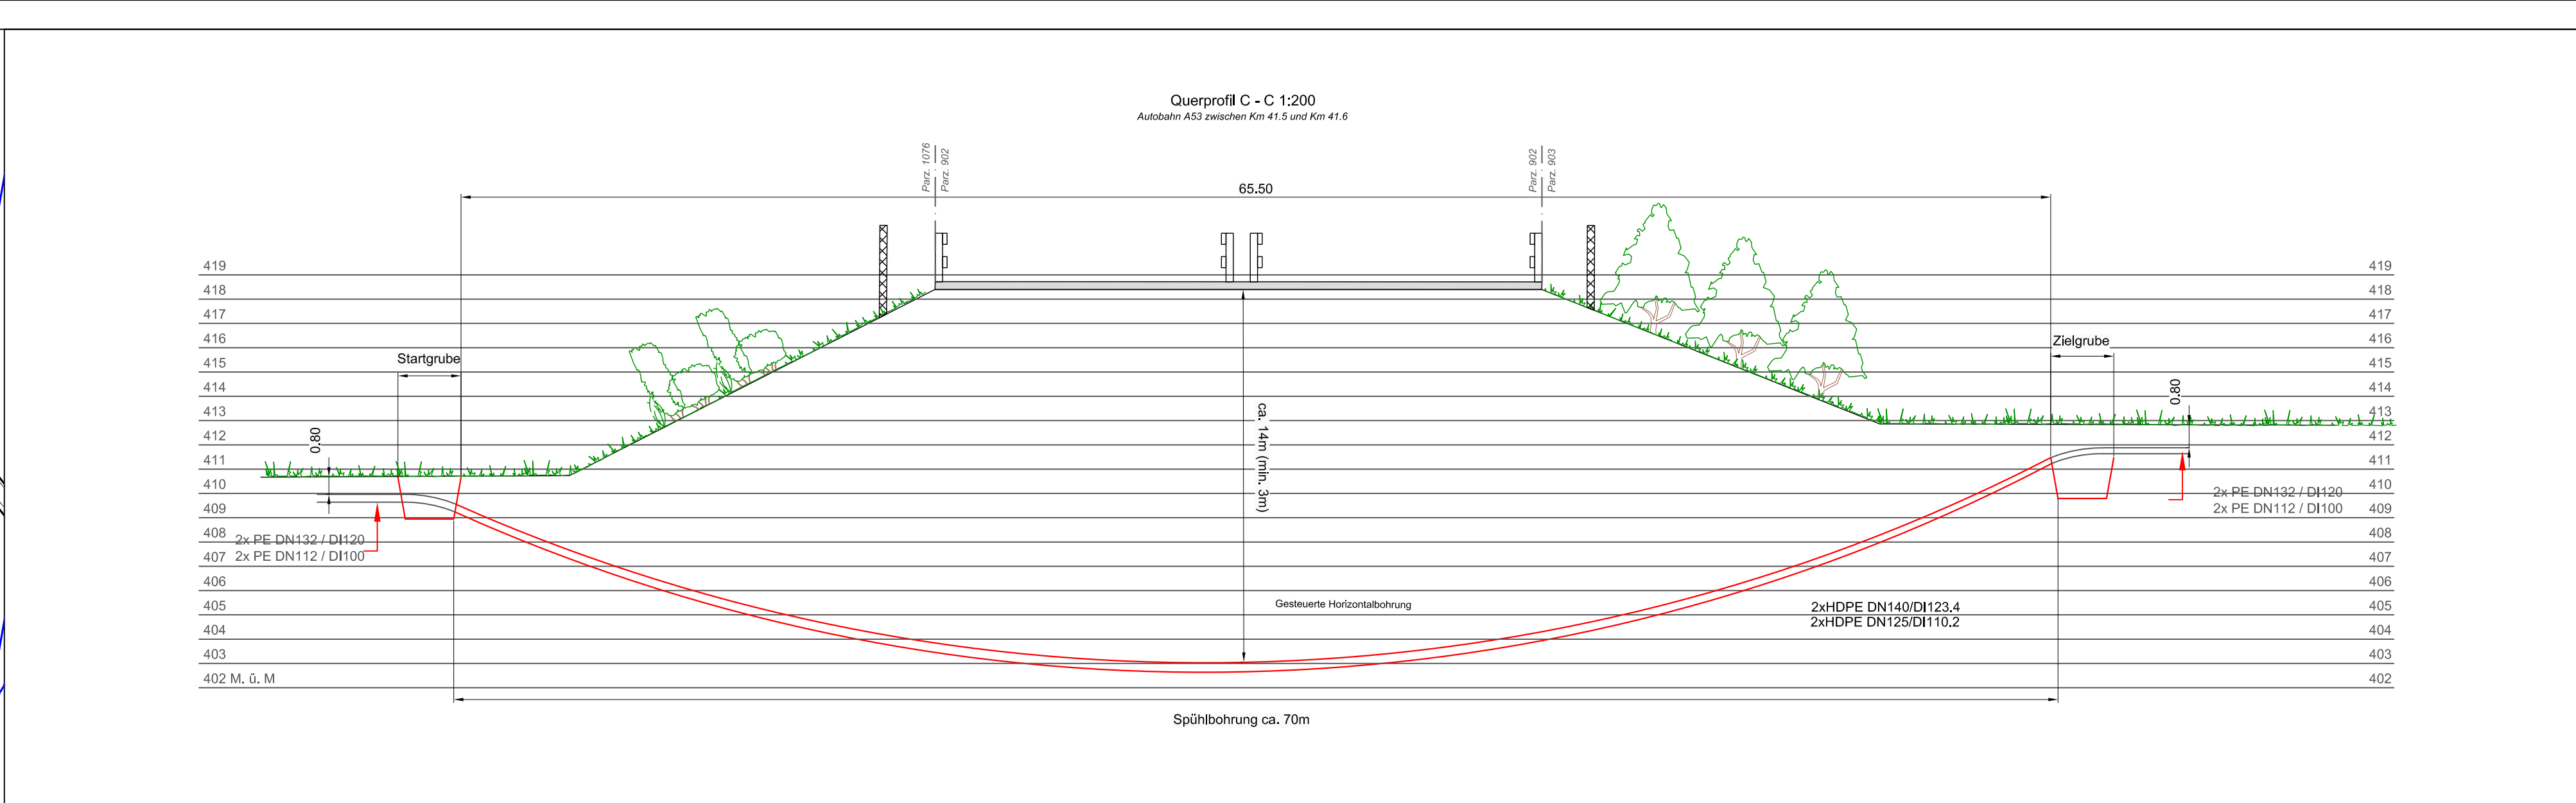 Querprofil C - C 1:200
Autobahn A53 zwischen Km 41.5 und Km 41.6
Parz. 1076
Parz. 902
Parz. 902
Parz. 903
65.50
419
419
418
418
417
417
416
416
Startgrube
Zielgrube
415
415
414
414
0.80
413
413
412
412
0.80
411
411
410
410
409
409
408
408
407
407
406
406
405
405
404
404
403
403
402 M. ü. M
402
ca. 14m (min. 3m)
2x PE DN132 / DI120
2x PE DN112 / DI100
2x PE DN132 / DI120
2x PE DN112 / DI100
Gesteuerte Horizontalbohrung
2xHDPE DN140/DI123.4
2xHDPE DN125/DI110.2
Spühlbohrung ca. 70m